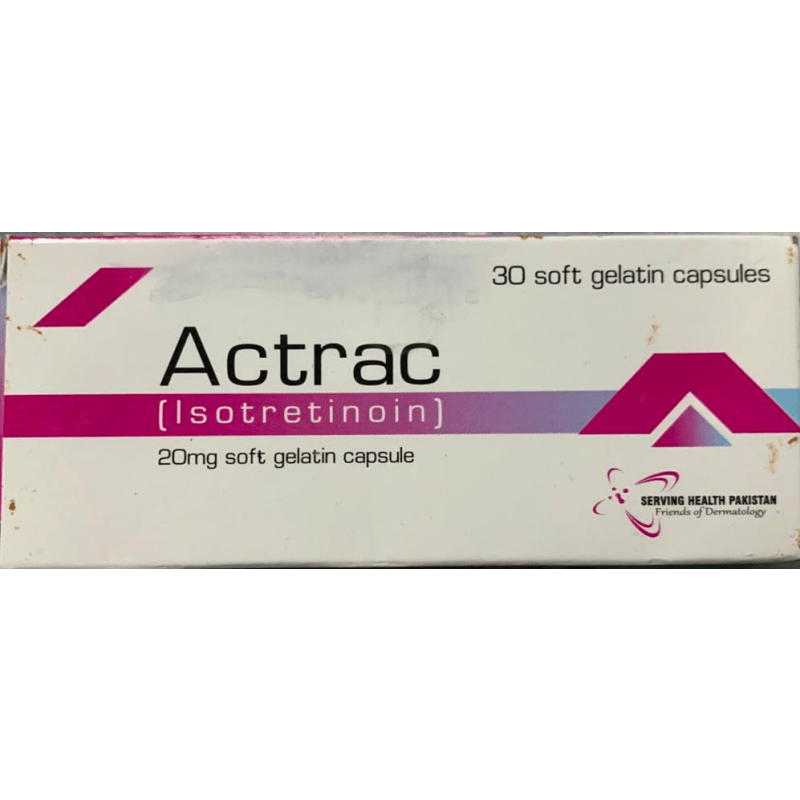 30 soft gelatin capsules
Actrac
(Isotretinoin)
20mg soft gelatin capsule
SERVING HEALTH PAKISTAN
Friends of Dermatology